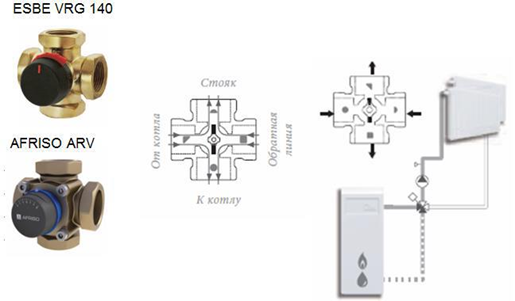 ESBE VRG 140
AFRISO ARV
AFRISO
Стояк
От котла
Обратная
линия
К котлу